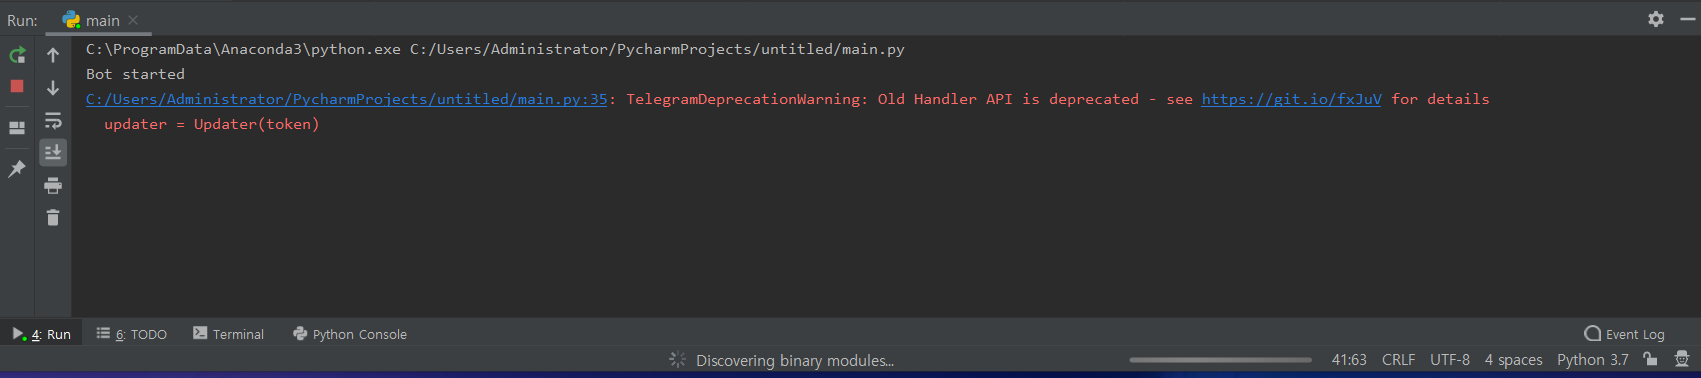 Run: main
C:\ProgramData\Anaconda3\python.exe C:/Users/Administrator/PycharmProjects/untitled/main.py
Bot started
C:/Users/Administrator/PycharmProjects/untitled/main.py:35: TelegramDeprecationWarning: Old Handler API is deprecated - see https://git.io/fxJuV for details
  updater = Updater(token)
4: Run 6: TODO Terminal Python Console Event Log
Discovering binary modules... 41:63 CRLF UTF-8 4 spaces Python 3.7